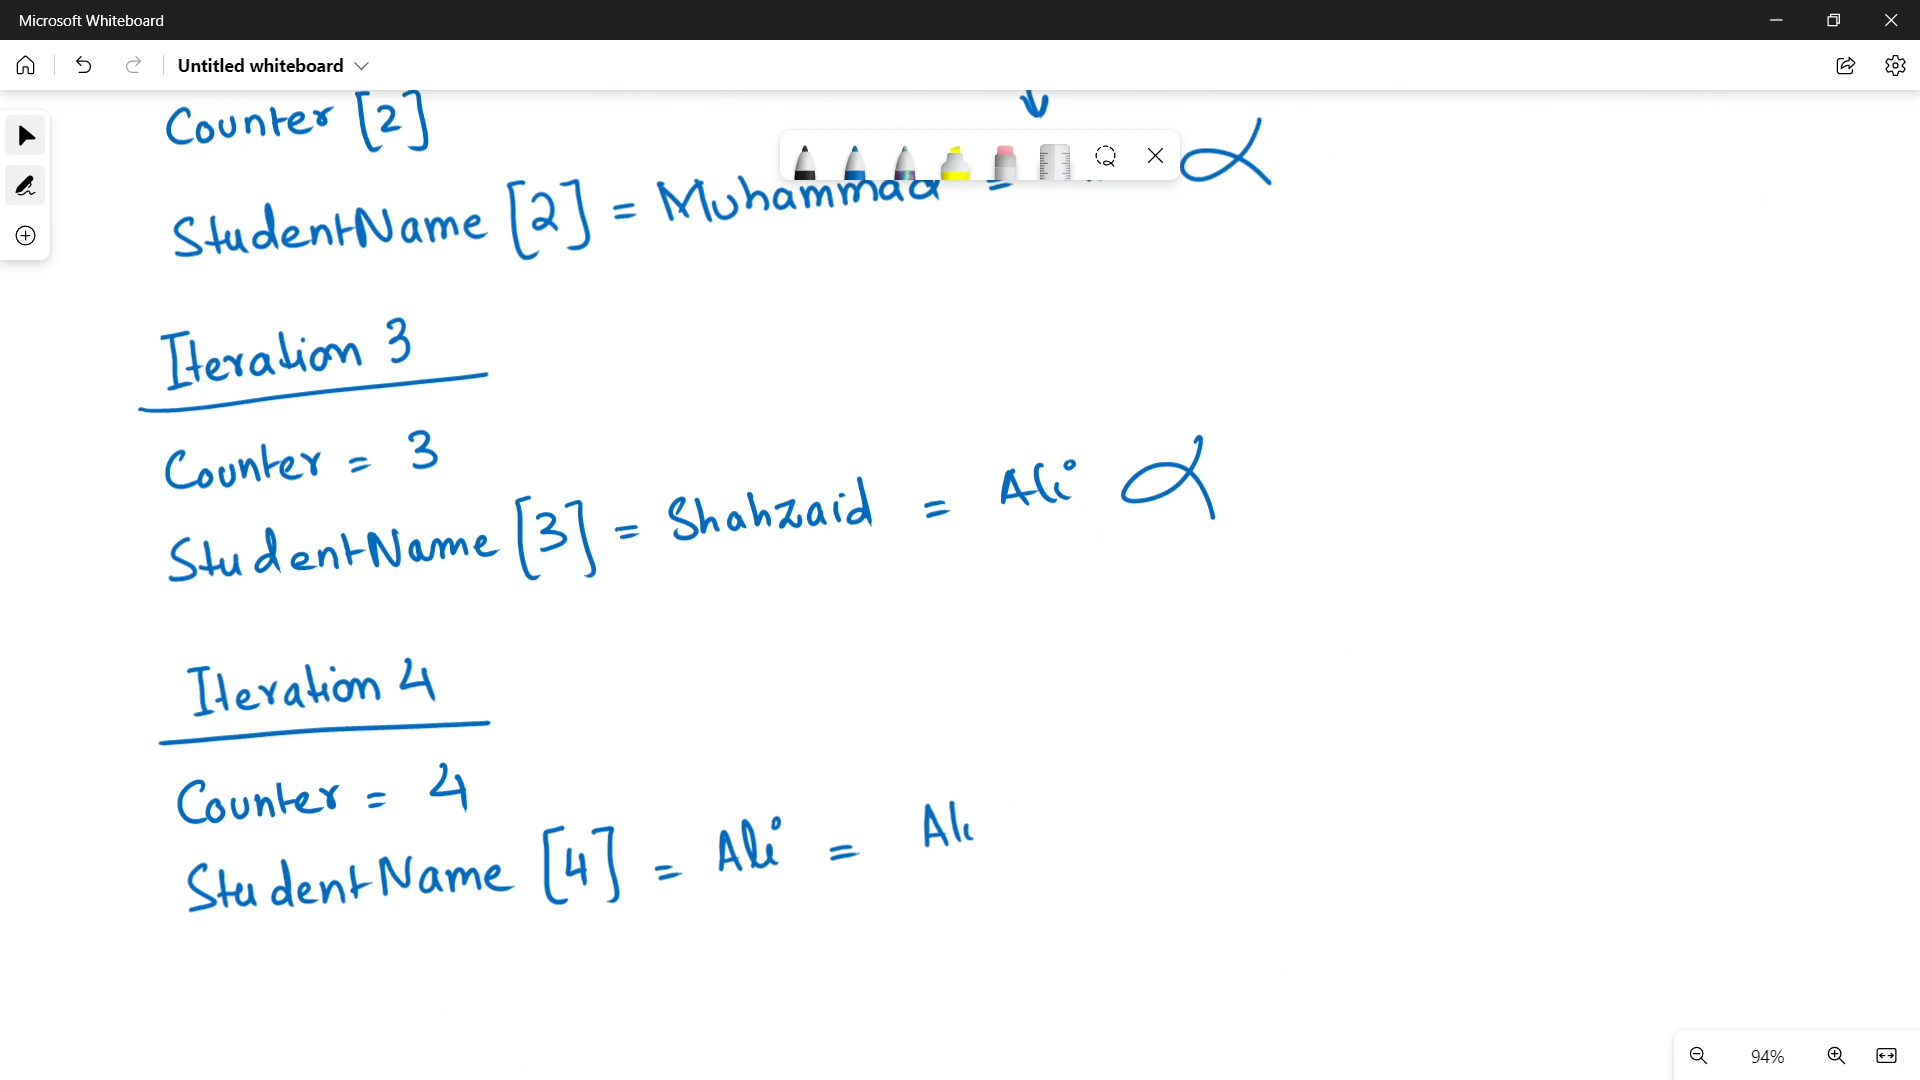 Microsoft Whiteboard
Untitled whiteboard
Counter [2]
StudentName [2] = Muhammad =
Iteration 3
Counter = 3
StudentName [3] = Shahzaid = Ali
Iteration 4
Counter = 4
StudentName [4] = Ali = Ali
94%